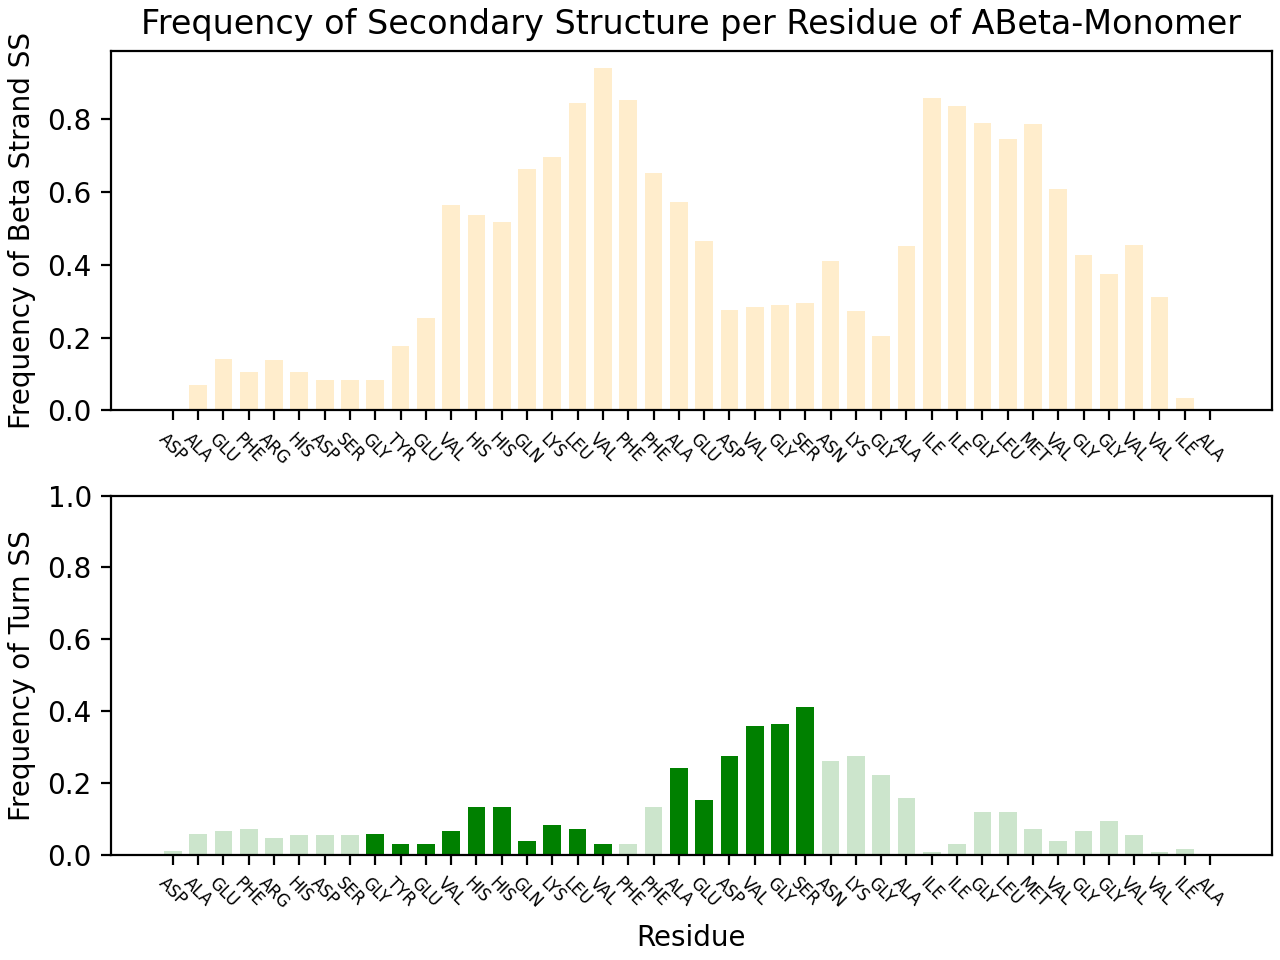 Frequency of Secondary Structure per Residue of ABeta-Monomer
Frequency of Beta Strand SS
0.8
0.6
0.4
0.2
0.0
ASP ALA GLU PHE ARG HIS ASP SER GLY TYR GLU VAL HIS HIS GLN LYS LEU VAL PHE PHE ALA GLU ASP VAL GLY SER ASN LYS GLY ALA ILE ILE GLY LEU MET VAL GLY GLY VAL VAL ILE ALA
Frequency of Turn SS
1.0
0.8
0.6
0.4
0.2
0.0
ASP ALA GLU PHE ARG HIS ASP SER GLY TYR GLU VAL HIS HIS GLN LYS LEU VAL PHE PHE ALA GLU ASP VAL GLY SER ASN LYS GLY ALA ILE ILE GLY LEU MET VAL GLY GLY VAL VAL ILE ALA
Residue